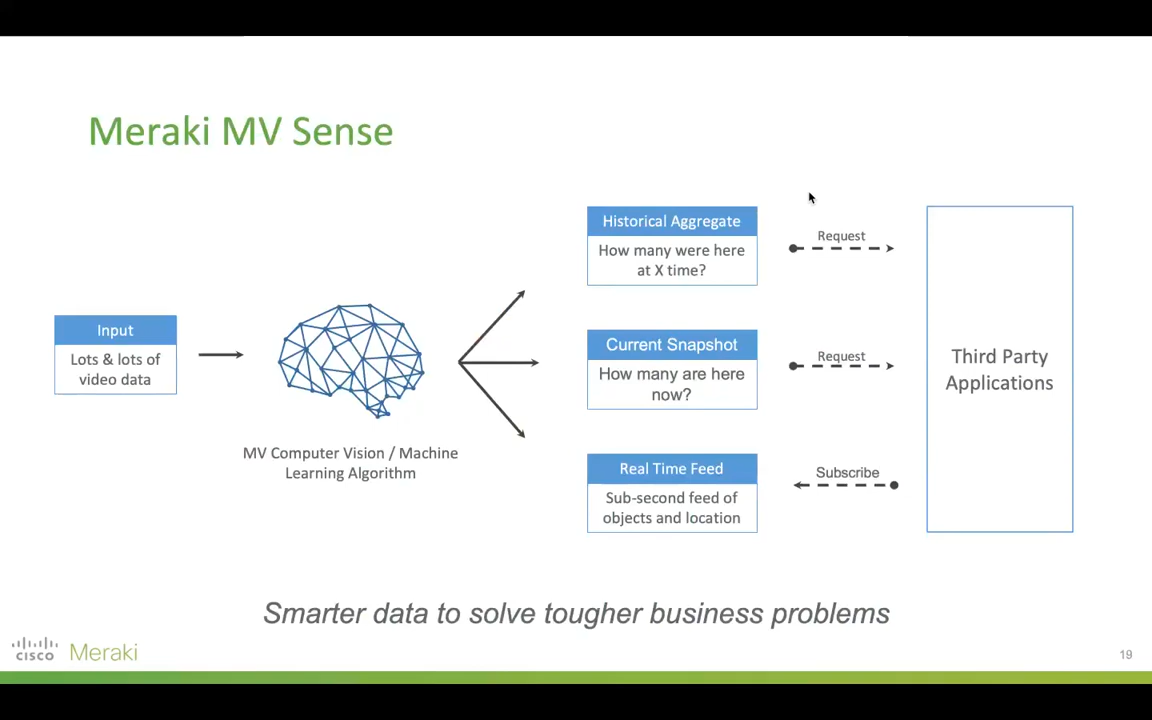 Meraki MV Sense
Input
Lots & lots of
video data
MV Computer Vision / Machine
Learning Algorithm
Historical Aggregate
How many were here
at X time?
Current Snapshot
How many are here
now?
Real Time Feed
Sub-second feed of
objects and location
Request
Request
Subscribe
Third Party
Applications
Smarter data to solve tougher business problems
CISCO Meraki
19